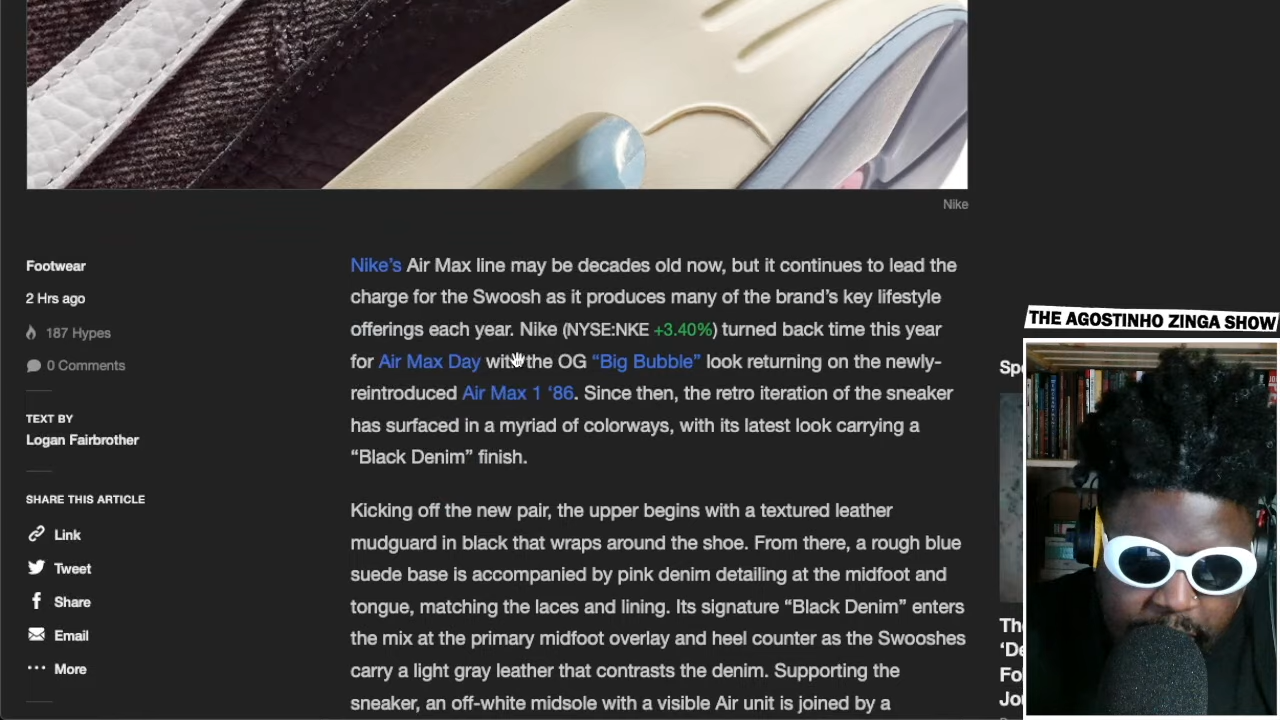 Nike
Footwear
2 Hrs ago
187 Hypes
0 Comments
TEXT BY
Logan Fairbrother
SHARE THIS ARTICLE
Link
Tweet
Share
Email
More
Nike's Air Max line may be decades old now, but it continues to lead the
charge for the Swoosh as it produces many of the brand's key lifestyle
offerings each year. Nike (NYSE:NKE +3.40%) turned back time this year
for Air Max Day with the OG “Big Bubble” look returning on the newly-
reintroduced Air Max 1 ‘86. Since then, the retro iteration of the sneaker
has surfaced in a myriad of colorways, with its latest look carrying a
“Black Denim” finish.
Kicking off the new pair, the upper begins with a textured leather
mudguard in black that wraps around the shoe. From there, a rough blue
suede base is accompanied by pink denim detailing at the midfoot and
tongue, matching the laces and lining. Its signature “Black Denim” enters
the mix at the primary midfoot overlay and heel counter as the Swooshes
carry a light gray leather that contrasts the denim. Supporting the
sneaker, an off-white midsole with a visible Air unit is joined by a
THE AGOSTINHO ZINGA SHOW